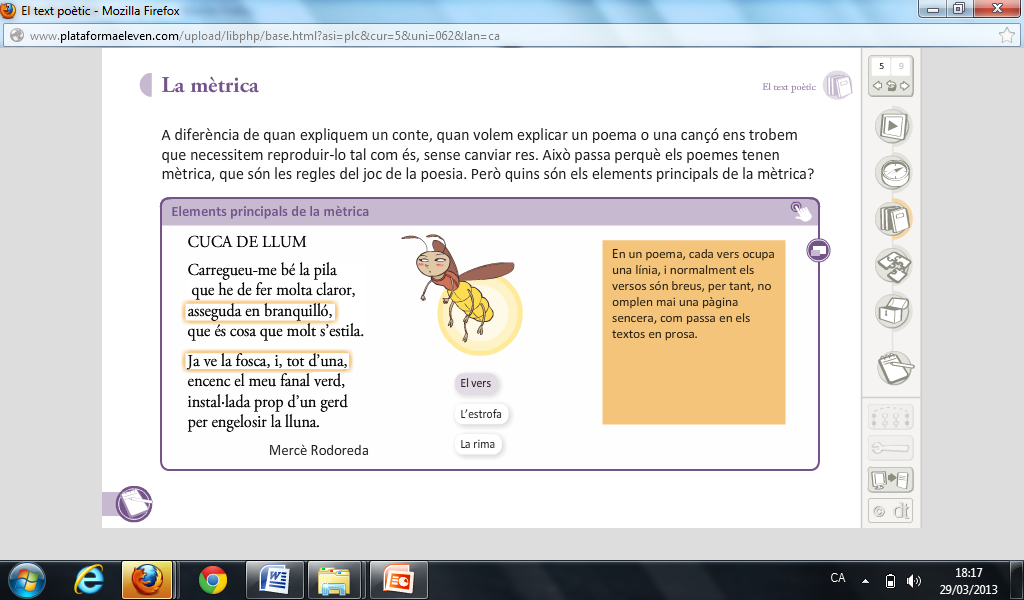 El text poètic - Mozilla Firefox
www.plataformaeleven.com/upload/libphp/base.html?asi=plc&cur=5&uni=062&lan=ca
La mètrica
El text poètic
5 9
A diferència de quan expliquem un conte, quan volem explicar un poema o una cançó ens trobem
que necessitem reproduir-lo tal com és, sense canviar res. Això passa perquè els poemes tenen
mètrica, que són les regles del joc de la poesia. Però quins són els elements principals de la mètrica?
Elements principals de la mètrica
CUCA DE LLUM
Carregueu-me bé la pila
que he de fer molta claror,
asseguda en branquilló,
que és cosa que molt s’estila.
Ja ve la fosca, i, tot d’una,
encenc el meu fanal verd,
instal·lada prop d’un gerd
per engelosir la lluna.
Mercè Rodoreda
El vers
L’estrofa
La rima
En un poema, cada vers ocupa
una línia, i normalment els
versos són breus, per tant, no
omplen mai una pàgina
sencera, com passa en els
textos en prosa.
dt
CA
18:17
29/03/2013